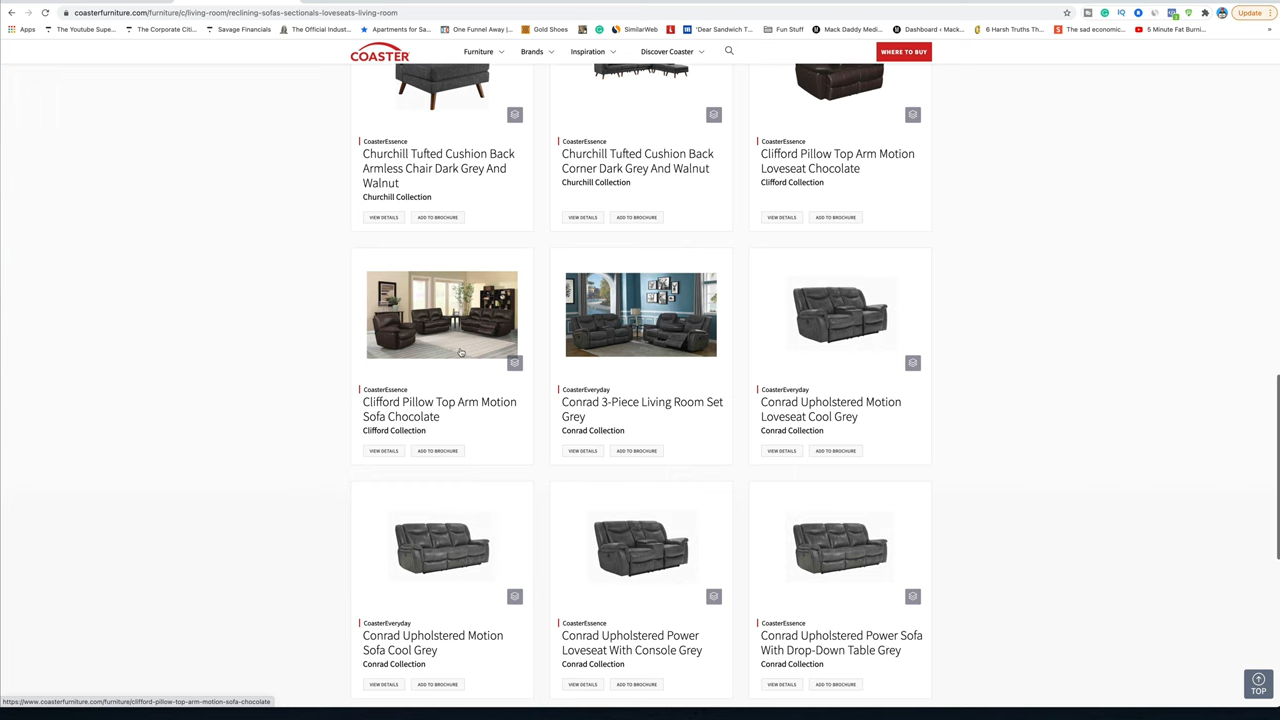 coasterfurniture.com/furniture/c/living-room/reclining-sofas-sectionals-loveseats-living-room
Update
Apps
The Youtube Supe...
The Corporate Citi...
Savage Financials
The Official Indust...
Apartments for Sa...
One Funnel Away |...
Gold Shoes
SimilarWeb
'Dear Sandwich T...
Fun Stuff
Mack Daddy Medi...
Dashboard ‹ Mack...
6 Harsh Truths Th...
The sad economic...
5 Minute Fat Burni...
»
COASTER
Furniture
Brands
Inspiration
Discover Coaster
WHERE TO BUY
CoasterEssence
Churchill Tufted Cushion Back
Armless Chair Dark Grey And
Walnut
Churchill Collection
VIEW DETAILS
ADD TO BROCHURE
CoasterEssence
Churchill Tufted Cushion Back
Corner Dark Grey And Walnut
Churchill Collection
VIEW DETAILS
ADD TO BROCHURE
CoasterEssence
Clifford Pillow Top Arm Motion
Loveseat Chocolate
Clifford Collection
VIEW DETAILS
ADD TO BROCHURE
CoasterEssence
Clifford Pillow Top Arm Motion
Sofa Chocolate
Clifford Collection
VIEW DETAILS
ADD TO BROCHURE
CoasterEveryday
Conrad 3-Piece Living Room Set
Grey
Conrad Collection
VIEW DETAILS
ADD TO BROCHURE
CoasterEveryday
Conrad Upholstered Motion
Loveseat Cool Grey
Conrad Collection
VIEW DETAILS
ADD TO BROCHURE
CoasterEveryday
Conrad Upholstered Motion
Sofa Cool Grey
Conrad Collection
VIEW DETAILS
ADD TO BROCHURE
CoasterEssence
Conrad Upholstered Power
Loveseat With Console Grey
Conrad Collection
VIEW DETAILS
ADD TO BROCHURE
CoasterEssence
Conrad Upholstered Power Sofa
With Drop-Down Table Grey
Conrad Collection
VIEW DETAILS
ADD TO BROCHURE
TOP
https://www.coasterfurniture.com/furniture/clifford-pillow-top-arm-motion-sofa-chocolate